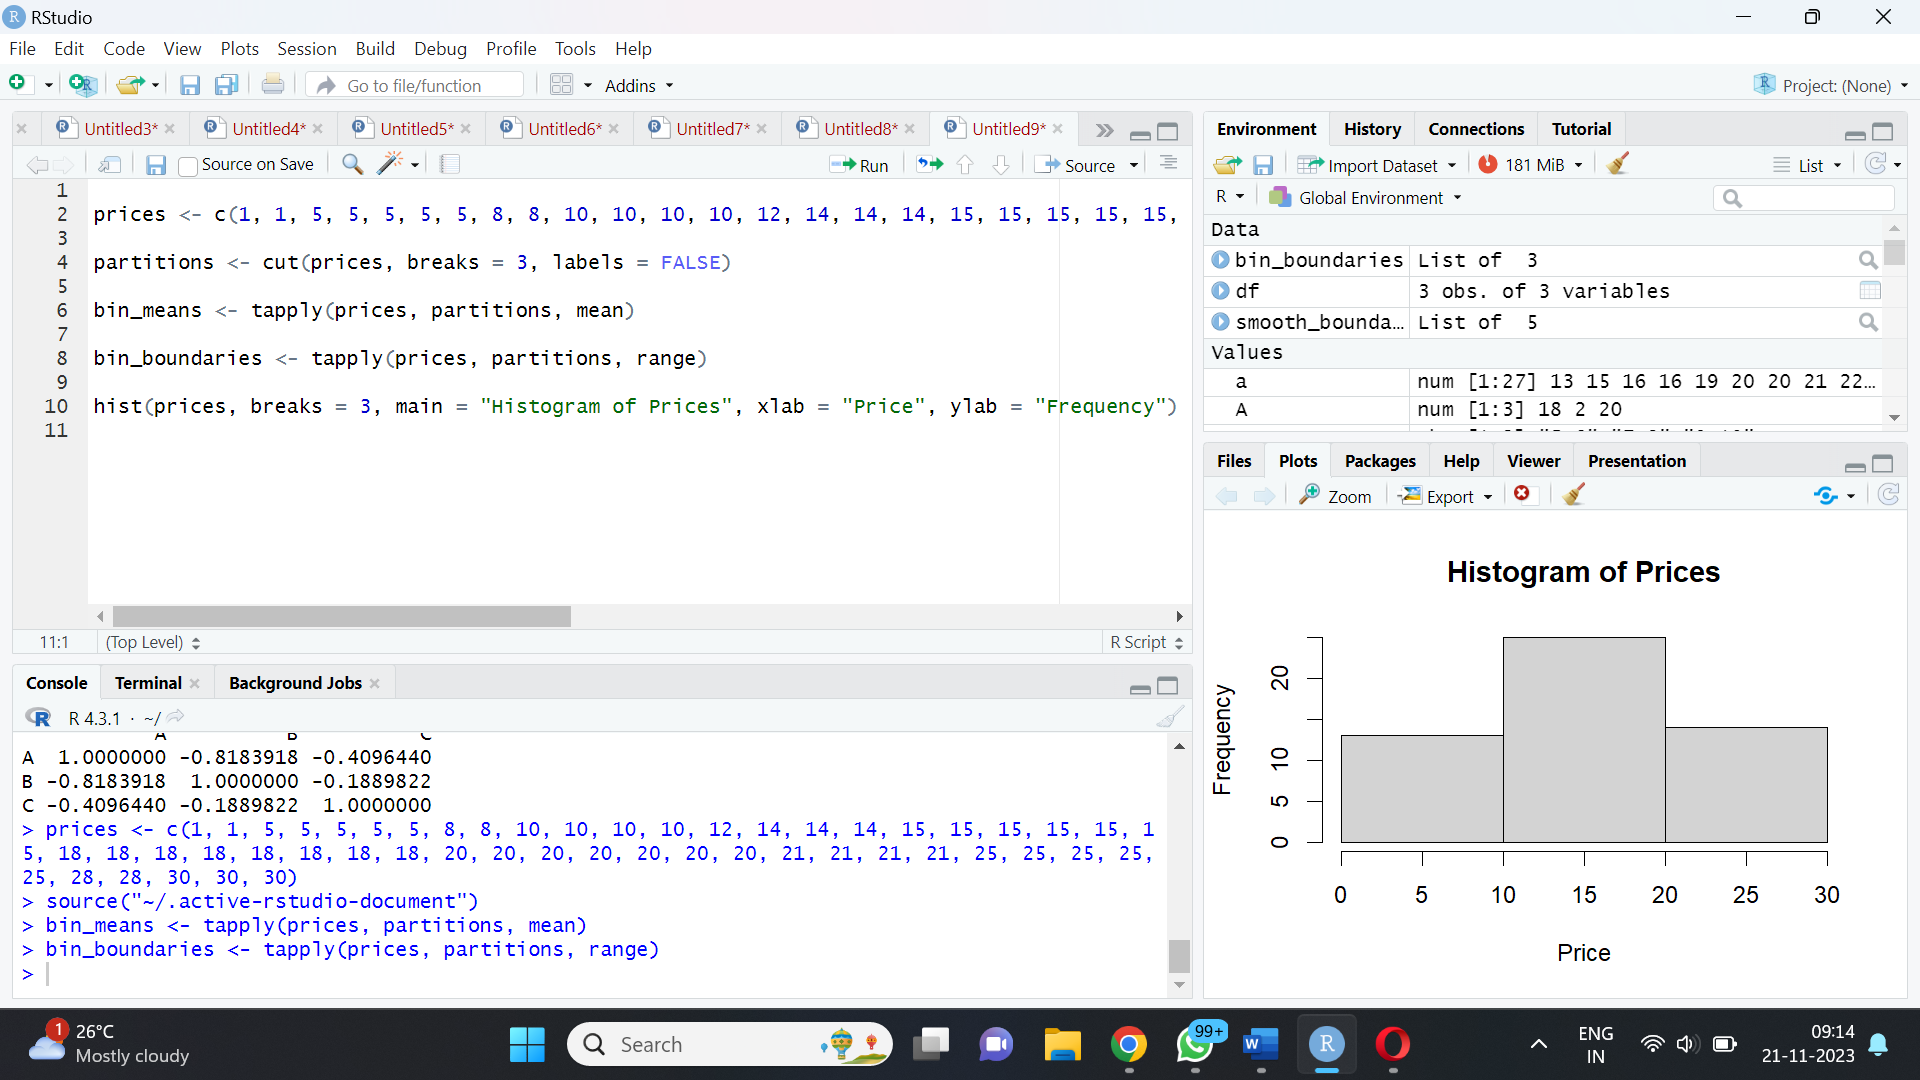 RStudio
File Edit Code View Plots Session Build Debug Profile Tools Help
Go to file/function Addins Project: (None)
Untitled3* Untitled4* Untitled5* Untitled6* Untitled7* Untitled8* Untitled9*
Source on Save Run Source
1
2 prices <- c(1, 1, 5, 5, 5, 5, 5, 8, 8, 10, 10, 10, 10, 12, 14, 14, 14, 15, 15, 15, 15, 15,
3
4 partitions <- cut(prices, breaks = 3, labels = FALSE)
5
6 bin_means <- tapply(prices, partitions, mean)
7
8 bin_boundaries <- tapply(prices, partitions, range)
9
10 hist(prices, breaks = 3, main = "Histogram of Prices", xlab = "Price", ylab = "Frequency")
11
11:1 (Top Level) R Script
Console Terminal Background Jobs
R 4.3.1 · ~/
A B C
A 1.0000000 -0.8183918 -0.4096440
B -0.8183918 1.0000000 -0.1889822
C -0.4096440 -0.1889822 1.0000000
> prices <- c(1, 1, 5, 5, 5, 5, 5, 8, 8, 10, 10, 10, 10, 12, 14, 14, 14, 15, 15, 15, 15, 15, 1
5, 18, 18, 18, 18, 18, 18, 18, 18, 20, 20, 20, 20, 20, 20, 20, 21, 21, 21, 21, 25, 25, 25, 25,
25, 28, 28, 30, 30, 30)
> source("~/.active-rstudio-document")
> bin_means <- tapply(prices, partitions, mean)
> bin_boundaries <- tapply(prices, partitions, range)
>
Environment History Connections Tutorial
Import Dataset 181 MiB List
R Global Environment
Data
bin_boundaries List of 3
df 3 obs. of 3 variables
smooth_bounda… List of 5
Values
a num [1:27] 13 15 16 16 19 20 20 21 22…
A num [1:3] 18 2 20
Files Plots Packages Help Viewer Presentation
Zoom Export
Histogram of Prices
Frequency
20
10
5
0
0 5 10 15 20 25 30
Price
1
26°C
Mostly cloudy
Search
99+
ENG
IN
09:14
21-11-2023